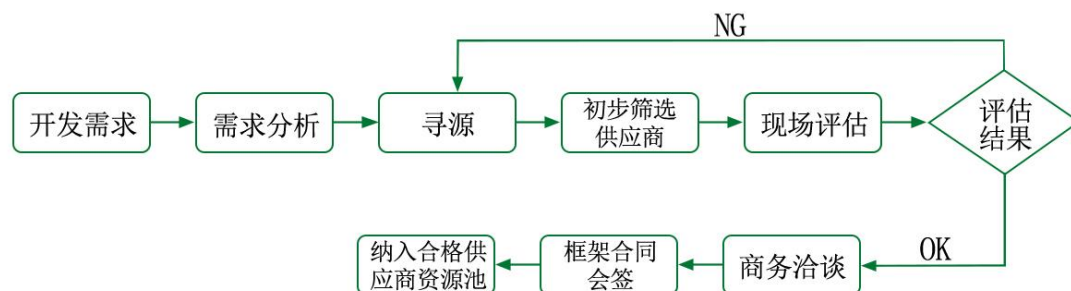 NG
开发需求
需求分析
寻源
初步筛选
供应商
现场评估
评估
结果
OK
商务洽谈
框架合同
会签
纳入合格供
应商资源池